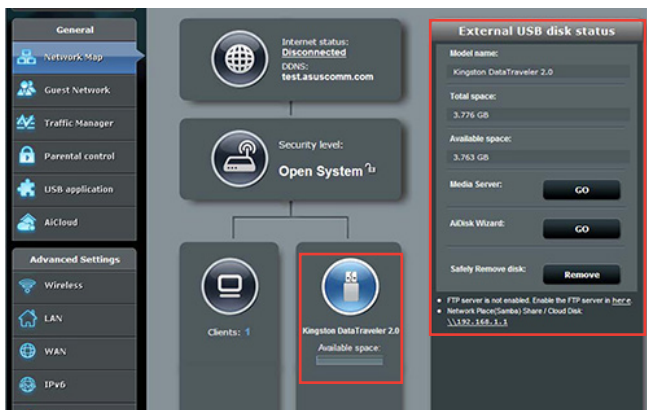 General
Network Map
Guest Network
Traffic Manager
Parental control
USB application
AiCloud
Advanced Settings
Wireless
LAN
WAN
IPv6
Internet status:
Disconnected
DDNS:
test.asuscomm.com
Security level:
Open System
Clients: 1
Kingston DataTraveler 2.0
Available space:
External USB disk status
Model name:
Kingston DataTraveler 2.0
Total space:
3.776 GB
Available space:
3.763 GB
Media Server: GO
AiDisk Wizard: GO
Safely Remove disk: Remove
FTP server is not enabled. Enable the FTP server in here.
Network Place(Samba) Share / Cloud Disk:
\\192.168.1.1